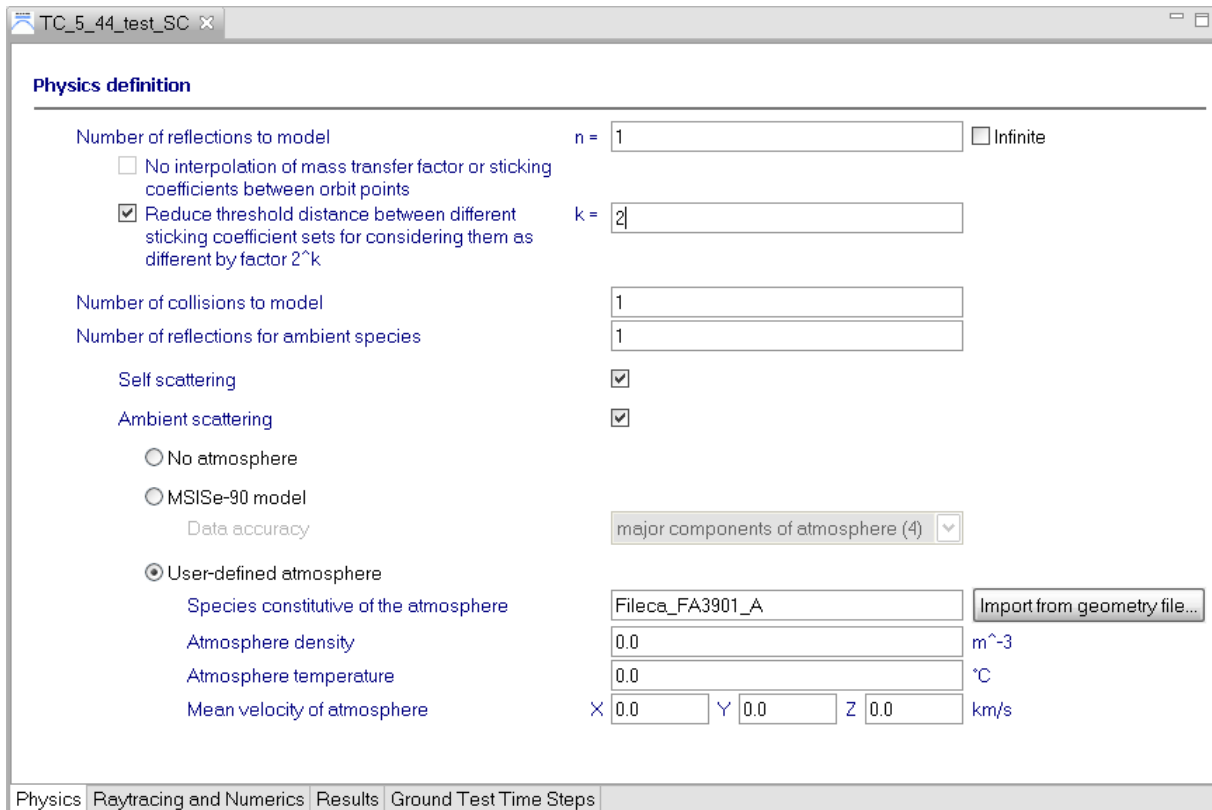 TC_5_44_test_SC
Physics definition
Number of reflections to model n = 1 Infinite
No interpolation of mass transfer factor or sticking
coefficients between orbit points
Reduce threshold distance between different k = 2
sticking coefficient sets for considering them as
different by factor 2^k
Number of collisions to model 1
Number of reflections for ambient species 1
Self scattering
Ambient scattering
No atmosphere
MSISe-90 model
Data accuracy major components of atmosphere (4)
User-defined atmosphere
Species constitutive of the atmosphere Fileca_FA3901_A Import from geometry file...
Atmosphere density 0.0 m^-3
Atmosphere temperature 0.0 °C
Mean velocity of atmosphere X 0.0 Y 0.0 Z 0.0 km/s
Physics Raytracing and Numerics Results Ground Test Time Steps